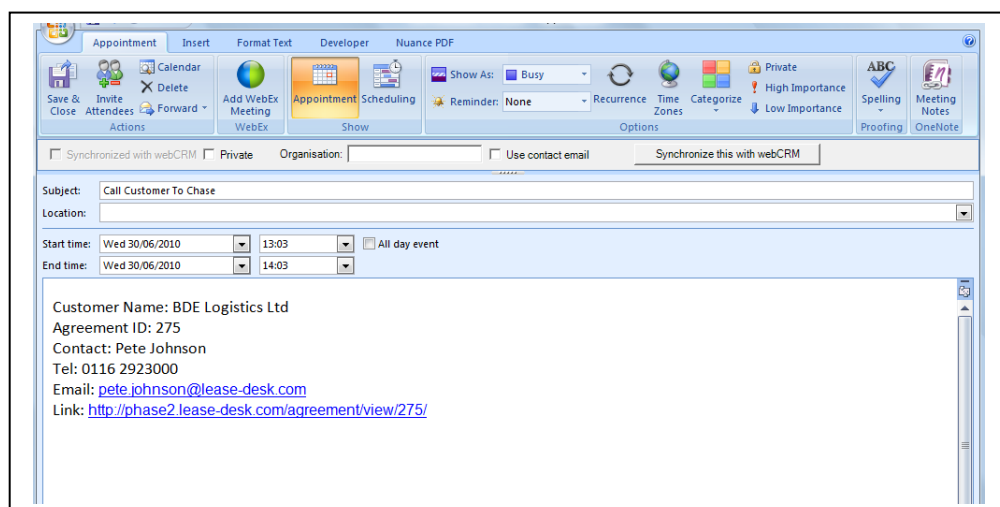 Appointment Insert Format Text Developer Nuance PDF
Save & Close
Invite Attendees
Calendar
Delete
Forward
Actions
Add WebEx Meeting
WebEx
Appointment
Scheduling
Show
Show As: Busy
Reminder: None
Recurrence
Time Zones
Categorize
Private
High Importance
Low Importance
Options
ABC
Spelling
Proofing
Meeting Notes
OneNote
Synchronized with webCRM Private Organisation: Use contact email Synchronize this with webCRM
Subject: Call Customer To Chase
Location:
Start time: Wed 30/06/2010 13:03 All day event
End time: Wed 30/06/2010 14:03
Customer Name: BDE Logistics Ltd
Agreement ID: 275
Contact: Pete Johnson
Tel: 0116 2923000
Email: pete.johnson@lease-desk.com
Link: http://phase2.lease-desk.com/agreement/view/275/